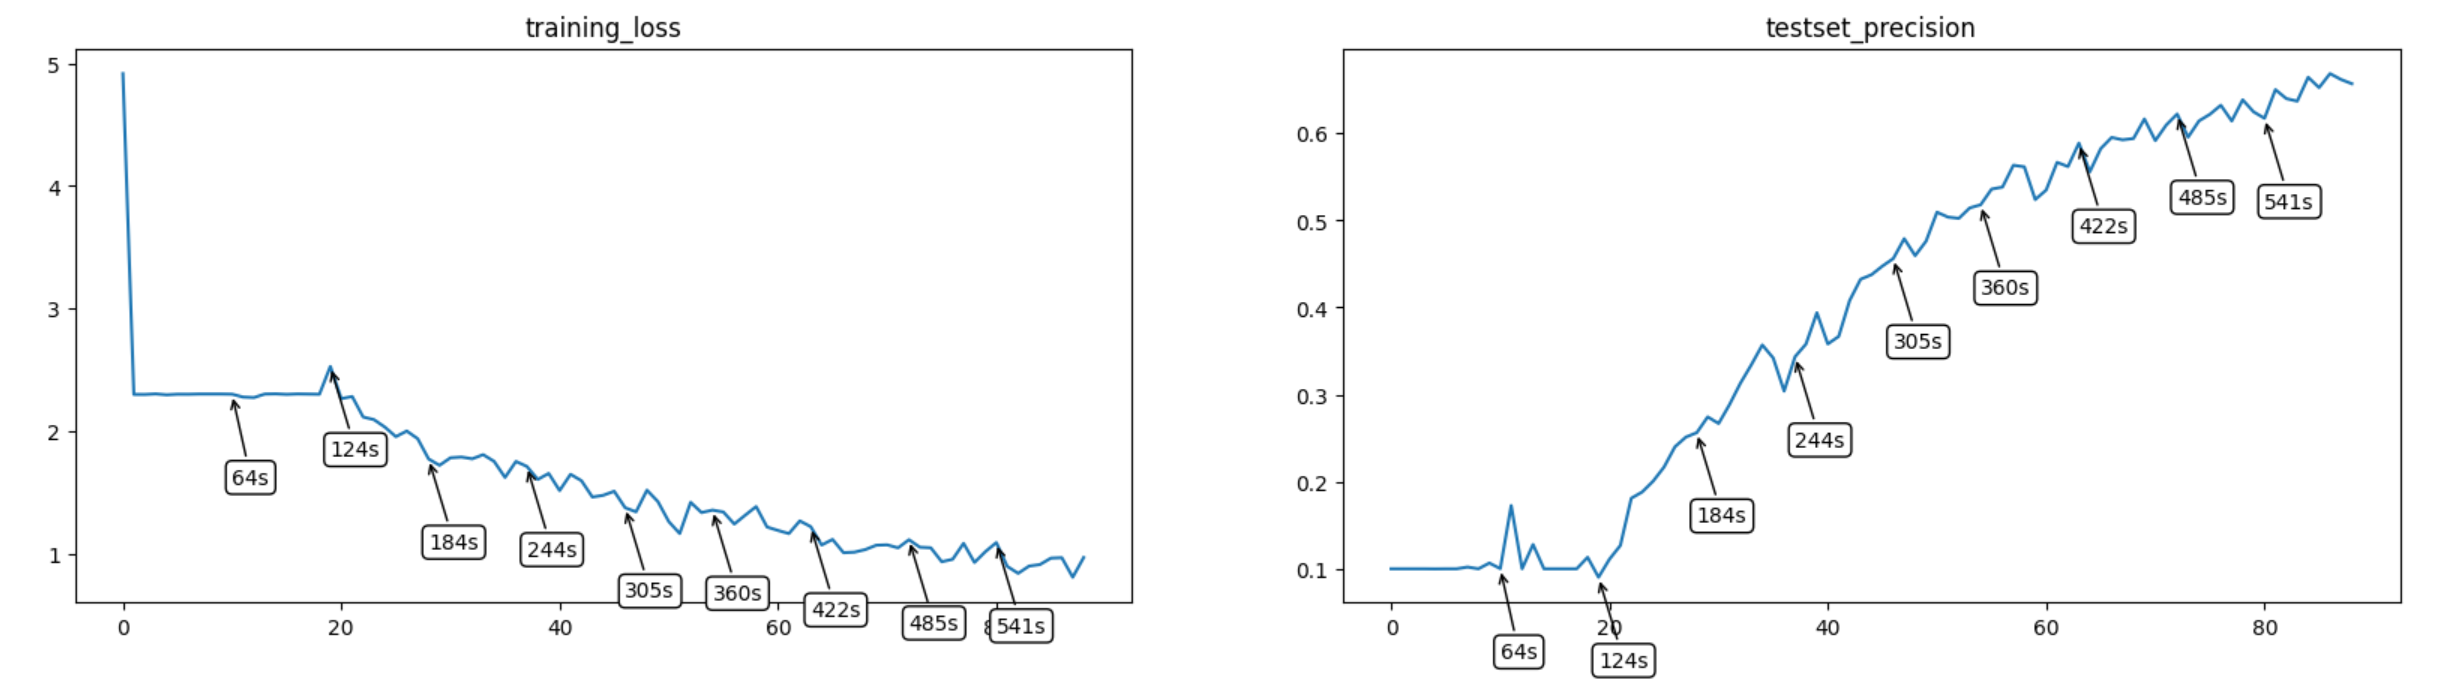 training_loss
5
4
3
2
1
64s
124s
184s
244s
305s
360s
422s
485s
541s
0 20 40 60 8
testset_precision
0.6
0.5
0.4
0.3
0.2
0.1
64s
124s
184s
244s
305s
360s
422s
485s
541s
0 20 40 60 80